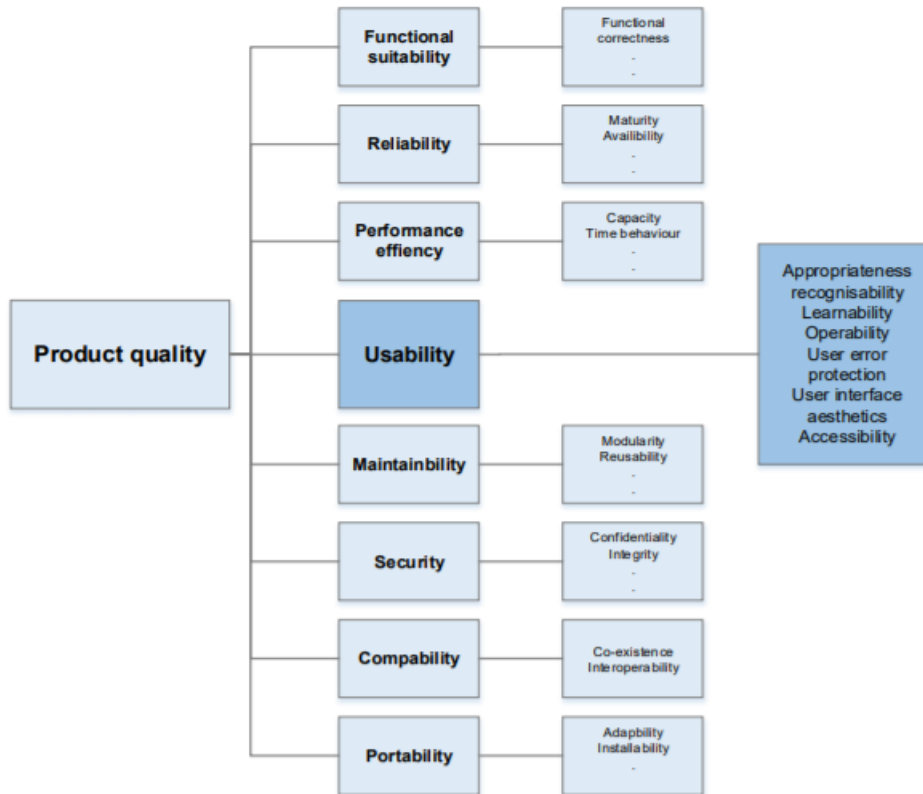 Product quality
Functional
suitability
Functional
correctness
-
-
Reliability
Maturity
Availibility
-
-
Performance
effiency
Capacity
Time behaviour
-
-
Usability
Appropriateness
recognisability
Learnability
Operability
User error
protection
User interface
aesthetics
Accessibility
Maintainbility
Modularity
Reusability
-
-
Security
Confidentiality
Integrity
-
-
Compability
Co-existence
Interoperability
Portability
Adapbility
Installability
-